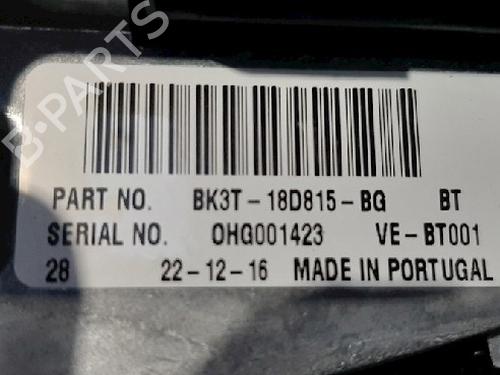 PART NO. BK3T-18D815-BG BT
SERIAL NO. OHG001423 VE-BT001
28 22-12-16 MADE IN PORTUGAL
B-PARTS